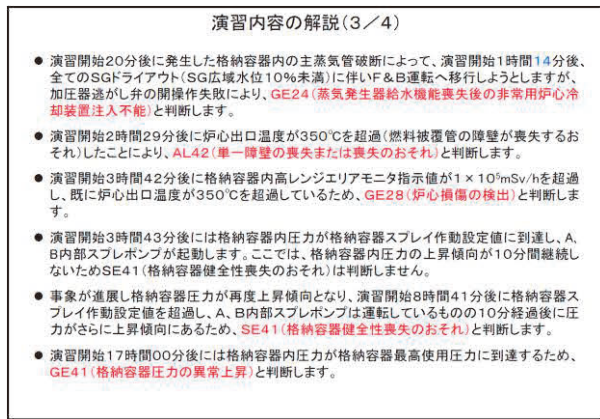 演習内容の解説(3/4)
● 演習開始20分後に発生した格納容器内の主蒸気管破断によって、演習開始1時間14分後、
全てのSGドライアウト(SG広域水位10%未満)に伴いF&B運転へ移行しようとしますが、
加圧器逃がし弁の開操作失敗により、GE24(蒸気発生器給水機能喪失後の非常用炉心冷
却装置注入不能)と判断します。
● 演習開始2時間29分後に炉心出口温度が350℃を超過(燃料被覆管の障壁が喪失するお
それ)したことにより、AL42(単一障壁の喪失または喪失のおそれ)と判断します。
● 演習開始3時間42分後に格納容器内高レンジエリアモニタ指示値が1×10⁵mSv/hを超過
し、既に炉心出口温度が350℃を超過しているため、GE28(炉心損傷の検出)と判断しま
す。
● 演習開始3時間43分後には格納容器内圧力が格納容器スプレイ作動設定値に到達し、A、
B内部スプレポンプが起動します。ここでは、格納容器内圧力の上昇傾向が10分間継続し
ないためSE41(格納容器健全性喪失のおそれ)は判断しません。
● 事象が進展し格納容器圧力が再度上昇傾向となり、演習開始8時間41分後に格納容器ス
プレイ作動設定値を超過し、A、B内部スプレポンプは運転しているものの10分経過後に圧
力がさらに上昇傾向にあるため、SE41(格納容器健全性喪失のおそれ)と判断します。
● 演習開始17時間00分後には格納容器内圧力が格納容器最高使用圧力に到達するため、
GE41(格納容器圧力の異常上昇)と判断します。